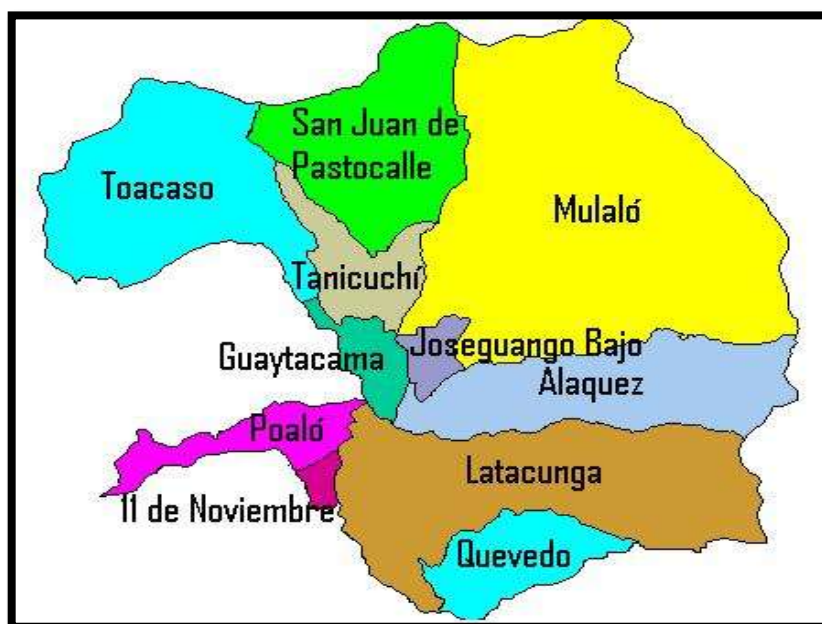 San Juan de
Pastocalle
Toacaso
Mulaló
Tanicuchí
Joseguango Bajo
Guaytacama
Alaquez
Poaló
Latacunga
11 de Noviembre
Quevedo